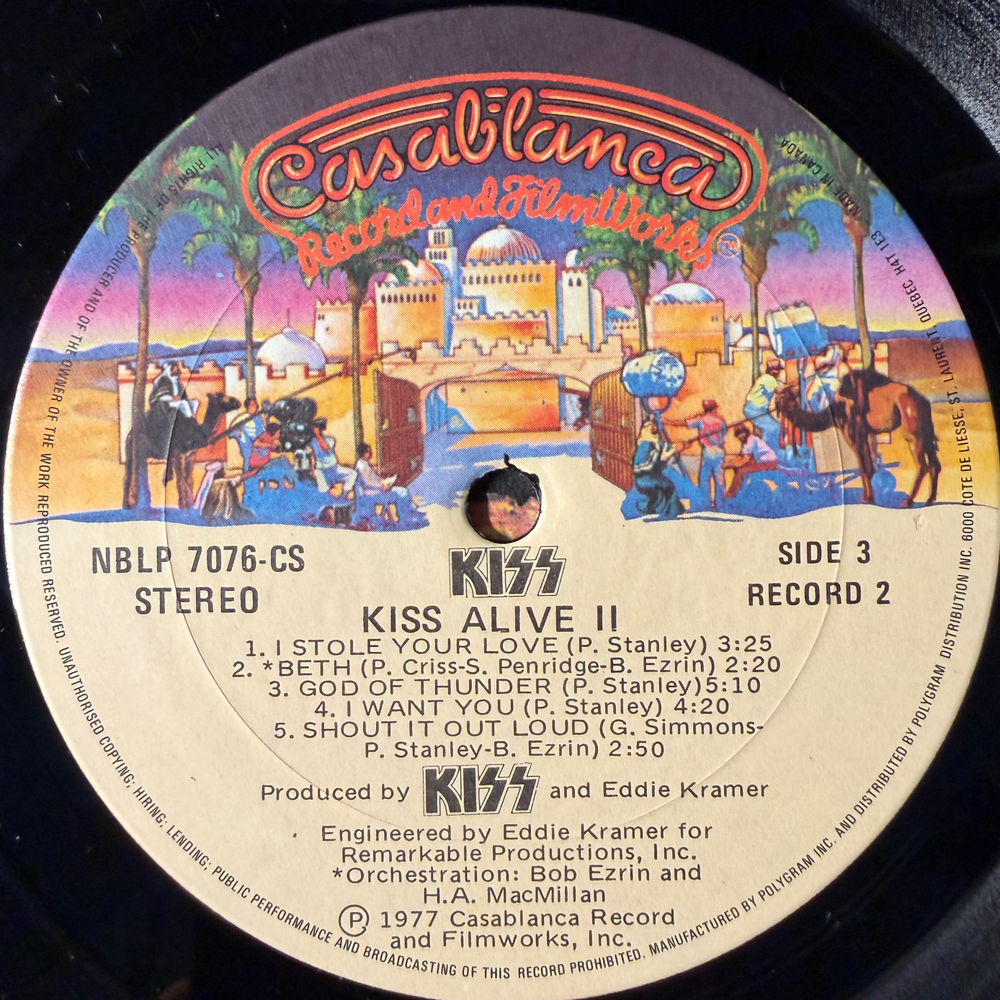 Casablanca
Record and FilmWorks
NBLP 7076-CS
STEREO
SIDE 3
RECORD 2
KISS
KISS ALIVE II
1. I STOLE YOUR LOVE (P. Stanley) 3:25
2. *BETH (P. Criss-S. Penridge-B. Ezrin) 2:20
3. GOD OF THUNDER (P. Stanley)5:10
4. I WANT YOU (P. Stanley) 4:20
5. SHOUT IT OUT LOUD (G. Simmons-
P. Stanley-B. Ezrin) 2:50
Produced by KISS and Eddie Kramer
Engineered by Eddie Kramer for
Remarkable Productions, Inc.
*Orchestration: Bob Ezrin and
H.A. MacMillan
Ⓟ 1977 Casablanca Record
and Filmworks, Inc.
ALL RIGHTS OF THE PRODUCER AND OF THE OWNER OF THE WORK REPRODUCED RESERVED. UNAUTHORISED COPYING; HIRING; LENDING; PUBLIC PERFORMANCE AND BROADCASTING OF THIS RECORD PROHIBITED. MANUFACTURED BY POLYGRAM INC. AND DISTRIBUTED BY POLYGRAM DISTRIBUTION INC. 6000 COTE DE LIESSE, ST. LAURENT, QUEBEC H4T 1E3 MADE IN CANADA